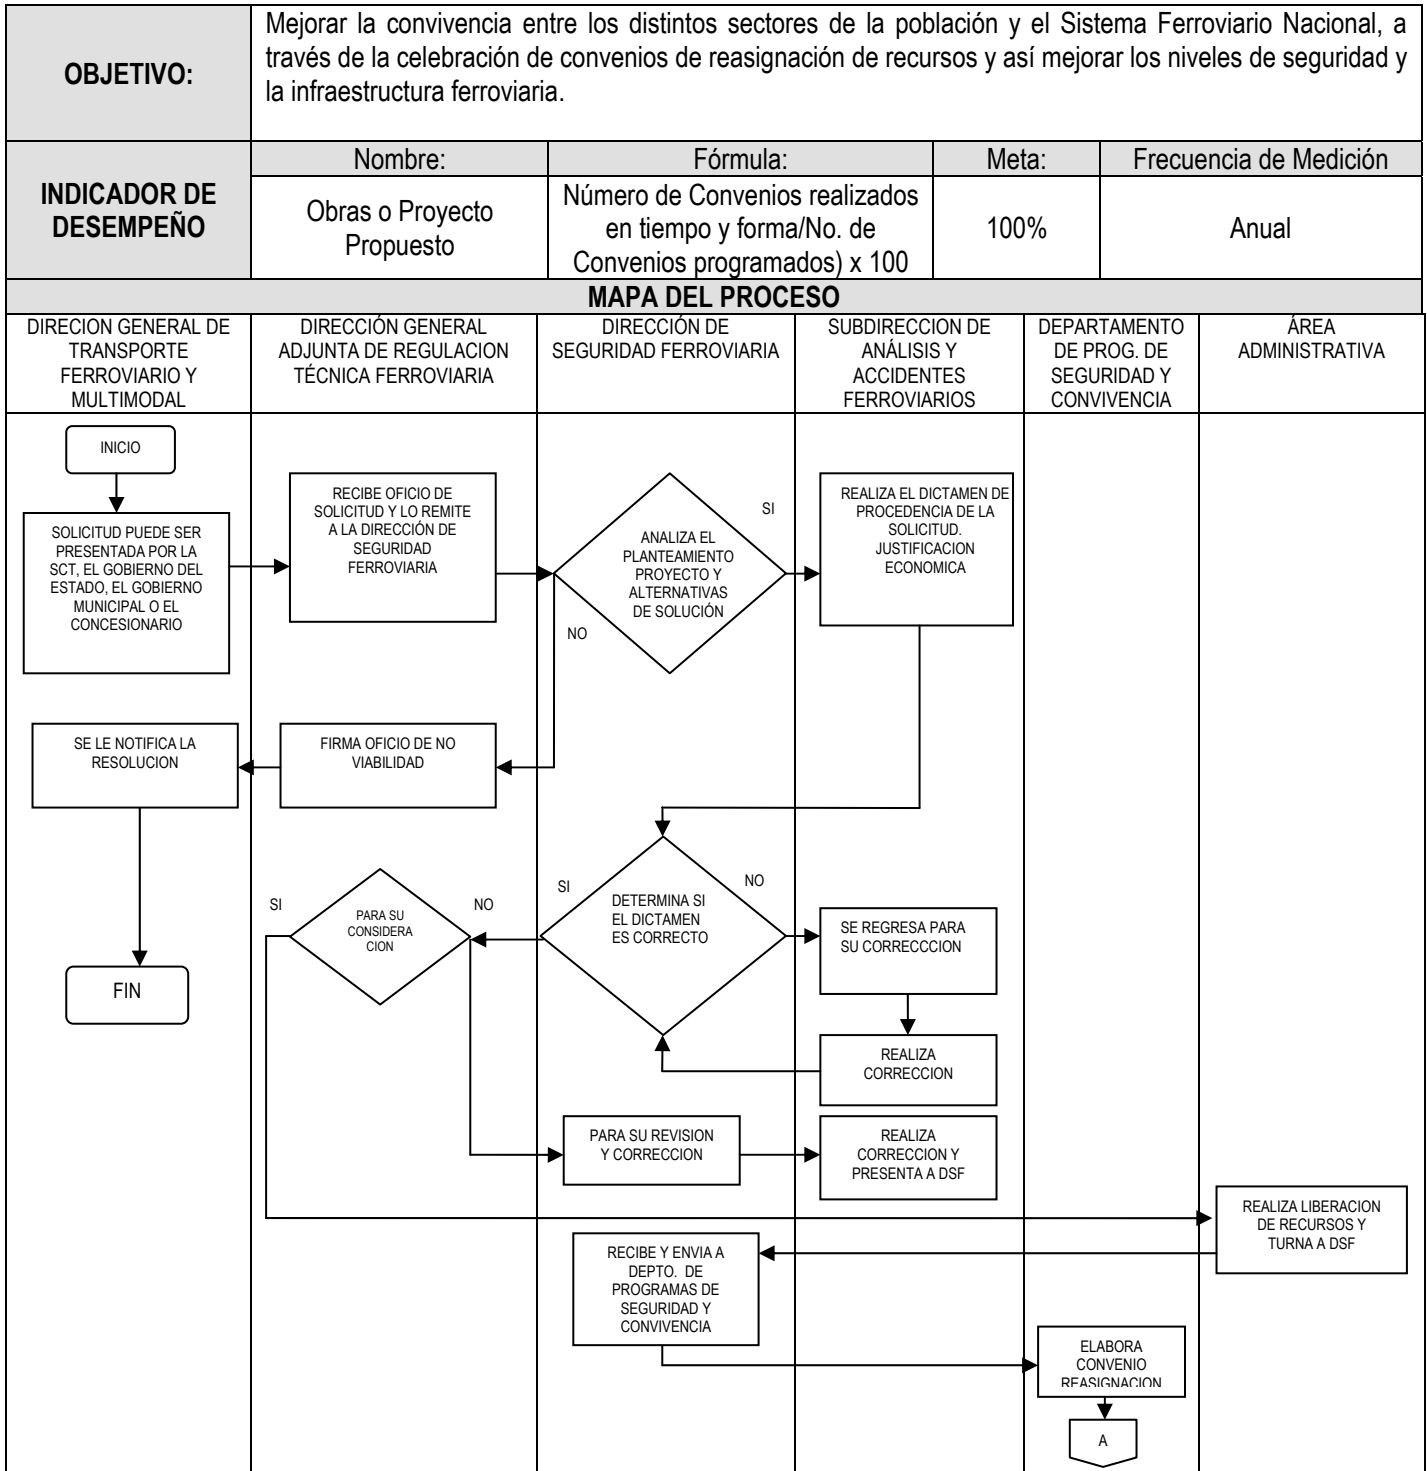 OBJETIVO:
Mejorar la convivencia entre los distintos sectores de la población y el Sistema Ferroviario Nacional, a
través de la celebración de convenios de reasignación de recursos y así mejorar los niveles de seguridad y
la infraestructura ferroviaria.
INDICADOR DE
DESEMPEÑO
Nombre:
Fórmula:
Meta:
Frecuencia de Medición
Obras o Proyecto
Propuesto
Número de Convenios realizados
en tiempo y forma/No. de
Convenios programados) x 100
100%
Anual
MAPA DEL PROCESO
DIRECION GENERAL DE
TRANSPORTE
FERROVIARIO Y
MULTIMODAL
DIRECCIÓN GENERAL
ADJUNTA DE REGULACION
TÉCNICA FERROVIARIA
DIRECCIÓN DE
SEGURIDAD FERROVIARIA
SUBDIRECCION DE
ANÁLISIS Y
ACCIDENTES
FERROVIARIOS
DEPARTAMENTO
DE PROG. DE
SEGURIDAD Y
CONVIVENCIA
ÁREA
ADMINISTRATIVA
INICIO
SOLICITUD PUEDE SER
PRESENTADA POR LA
SCT, EL GOBIERNO DEL
ESTADO, EL GOBIERNO
MUNICIPAL O EL
CONCESIONARIO
RECIBE OFICIO DE
SOLICITUD Y LO REMITE
A LA DIRECCIÓN DE
SEGURIDAD
FERROVIARIA
ANALIZA EL
PLANTEAMIENTO
PROYECTO Y
ALTERNATIVAS
DE SOLUCIÓN
SI
NO
REALIZA EL DICTAMEN DE
PROCEDENCIA DE LA
SOLICITUD.
JUSTIFICACION
ECONOMICA
SE LE NOTIFICA LA
RESOLUCION
FIRMA OFICIO DE NO
VIABILIDAD
FIN
SI
PARA SU
CONSIDERA
CION
NO
SI
DETERMINA SI
EL DICTAMEN
ES CORRECTO
NO
SE REGRESA PARA
SU CORRECCCION
REALIZA
CORRECCION
PARA SU REVISION
Y CORRECCION
REALIZA
CORRECCION Y
PRESENTA A DSF
REALIZA LIBERACION
DE RECURSOS Y
TURNA A DSF
RECIBE Y ENVIA A
DEPTO. DE
PROGRAMAS DE
SEGURIDAD Y
CONVIVENCIA
ELABORA
CONVENIO
REASIGNACION
A